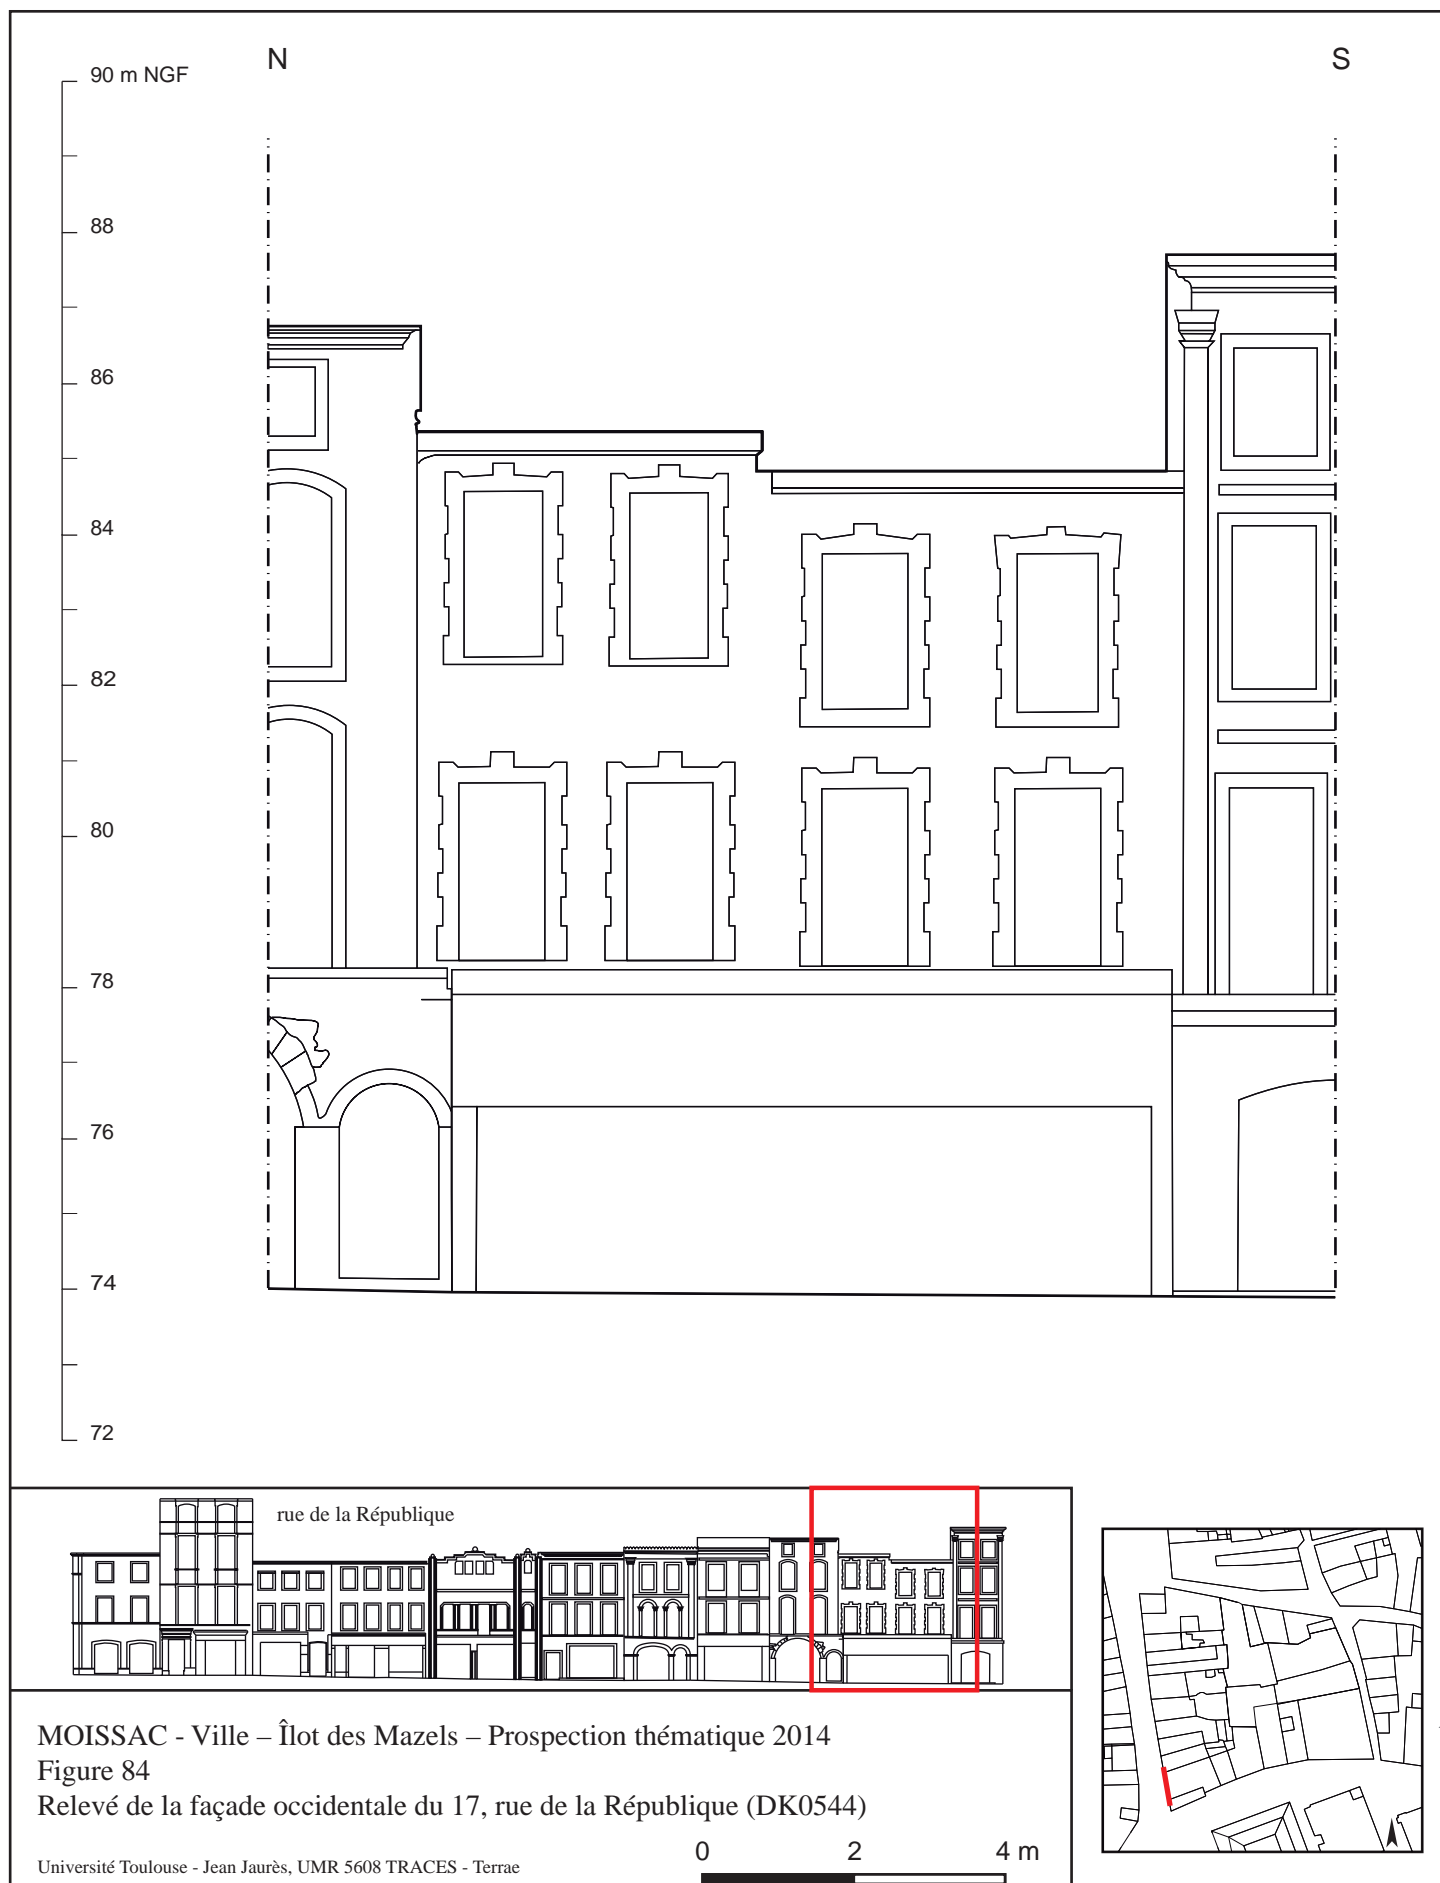 N
S
90 m NGF
88
86
84
82
80
78
76
74
72
rue de la République
MOISSAC - Ville – Îlot des Mazels – Prospection thématique 2014
Figure 84
Relevé de la façade occidentale du 17, rue de la République (DK0544)
Université Toulouse - Jean Jaurès, UMR 5608 TRACES - Terrae
0 2 4 m